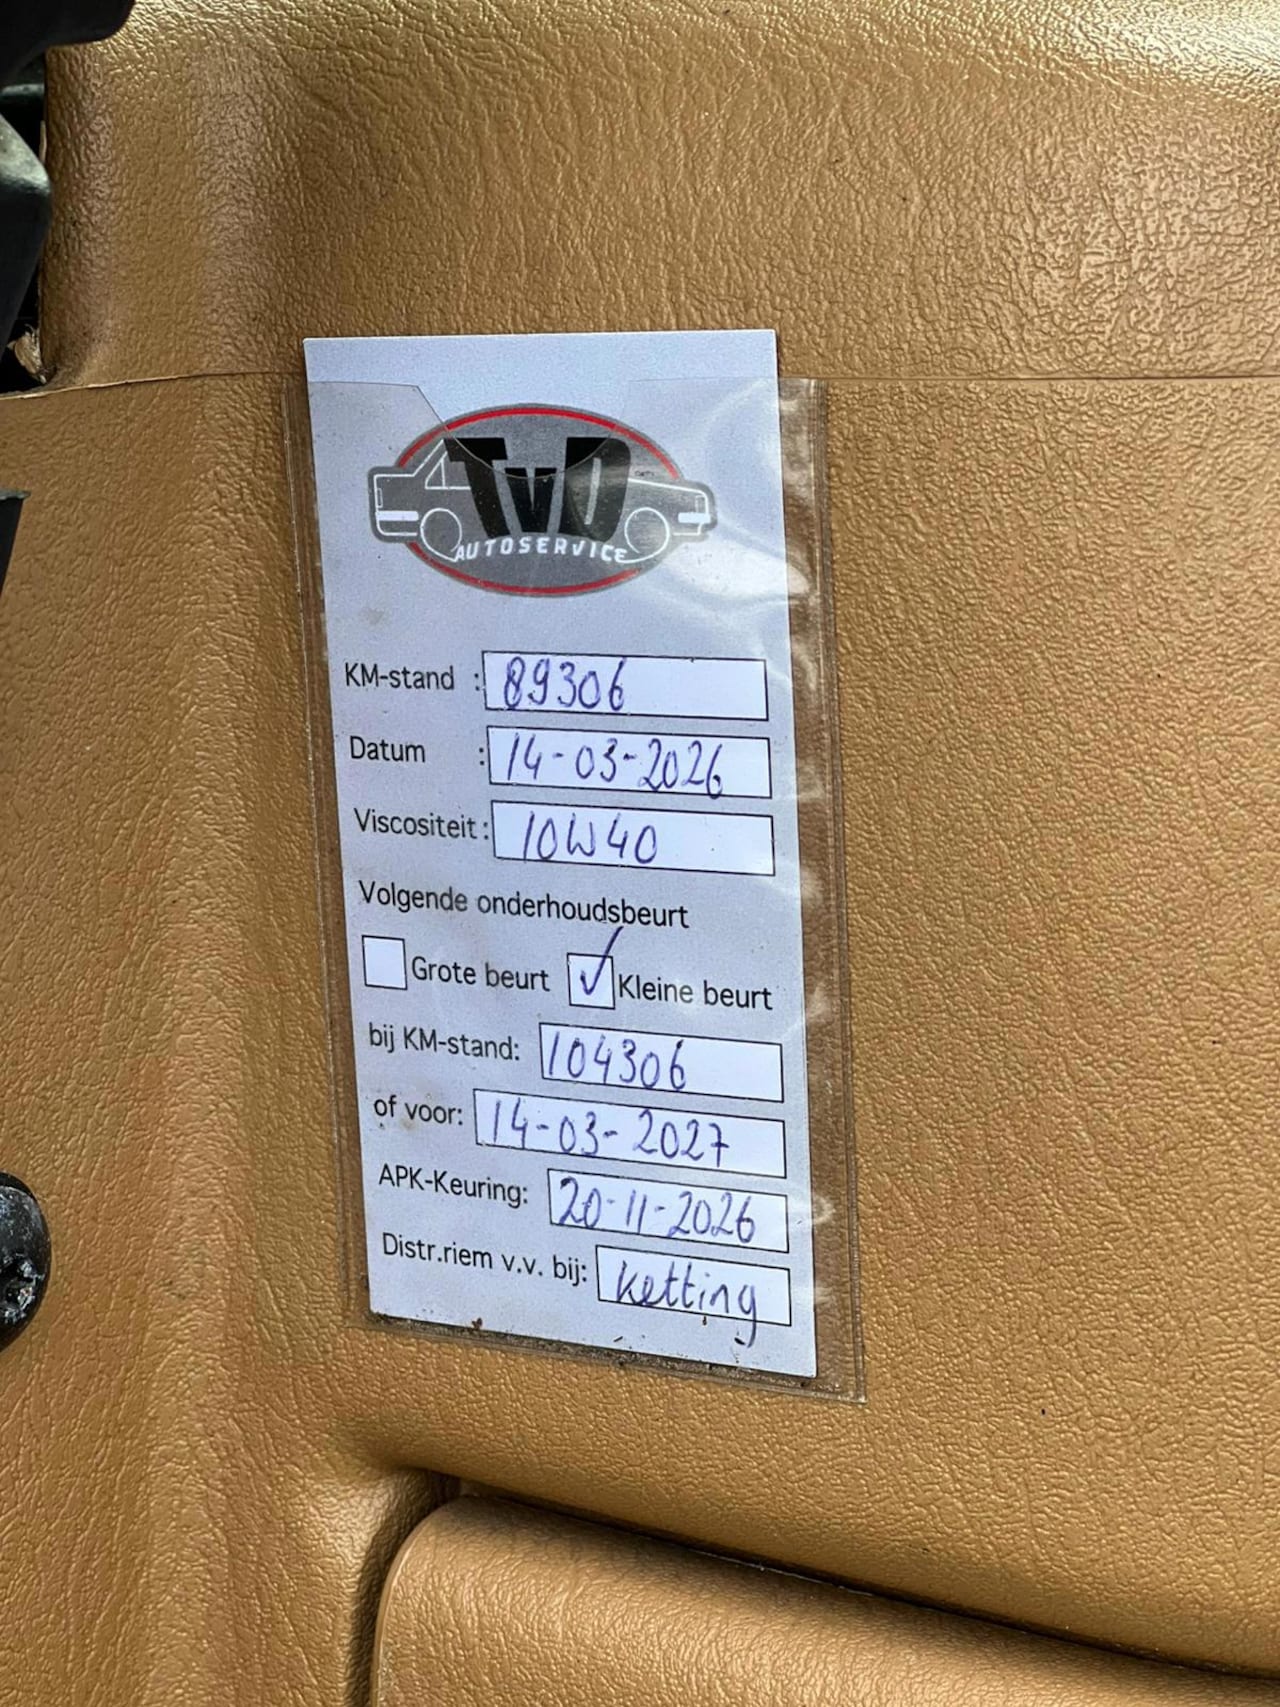 TvD
AUTOSERVICE
KM-stand : 89306
Datum : 14-03-2026
Viscositeit: 10W40
Volgende onderhoudsbeurt
Grote beurt ✓ Kleine beurt
bij KM-stand: 104306
of voor: 14-03-2027
APK-Keuring: 20-11-2026
Distr.riem v.v. bij: ketting